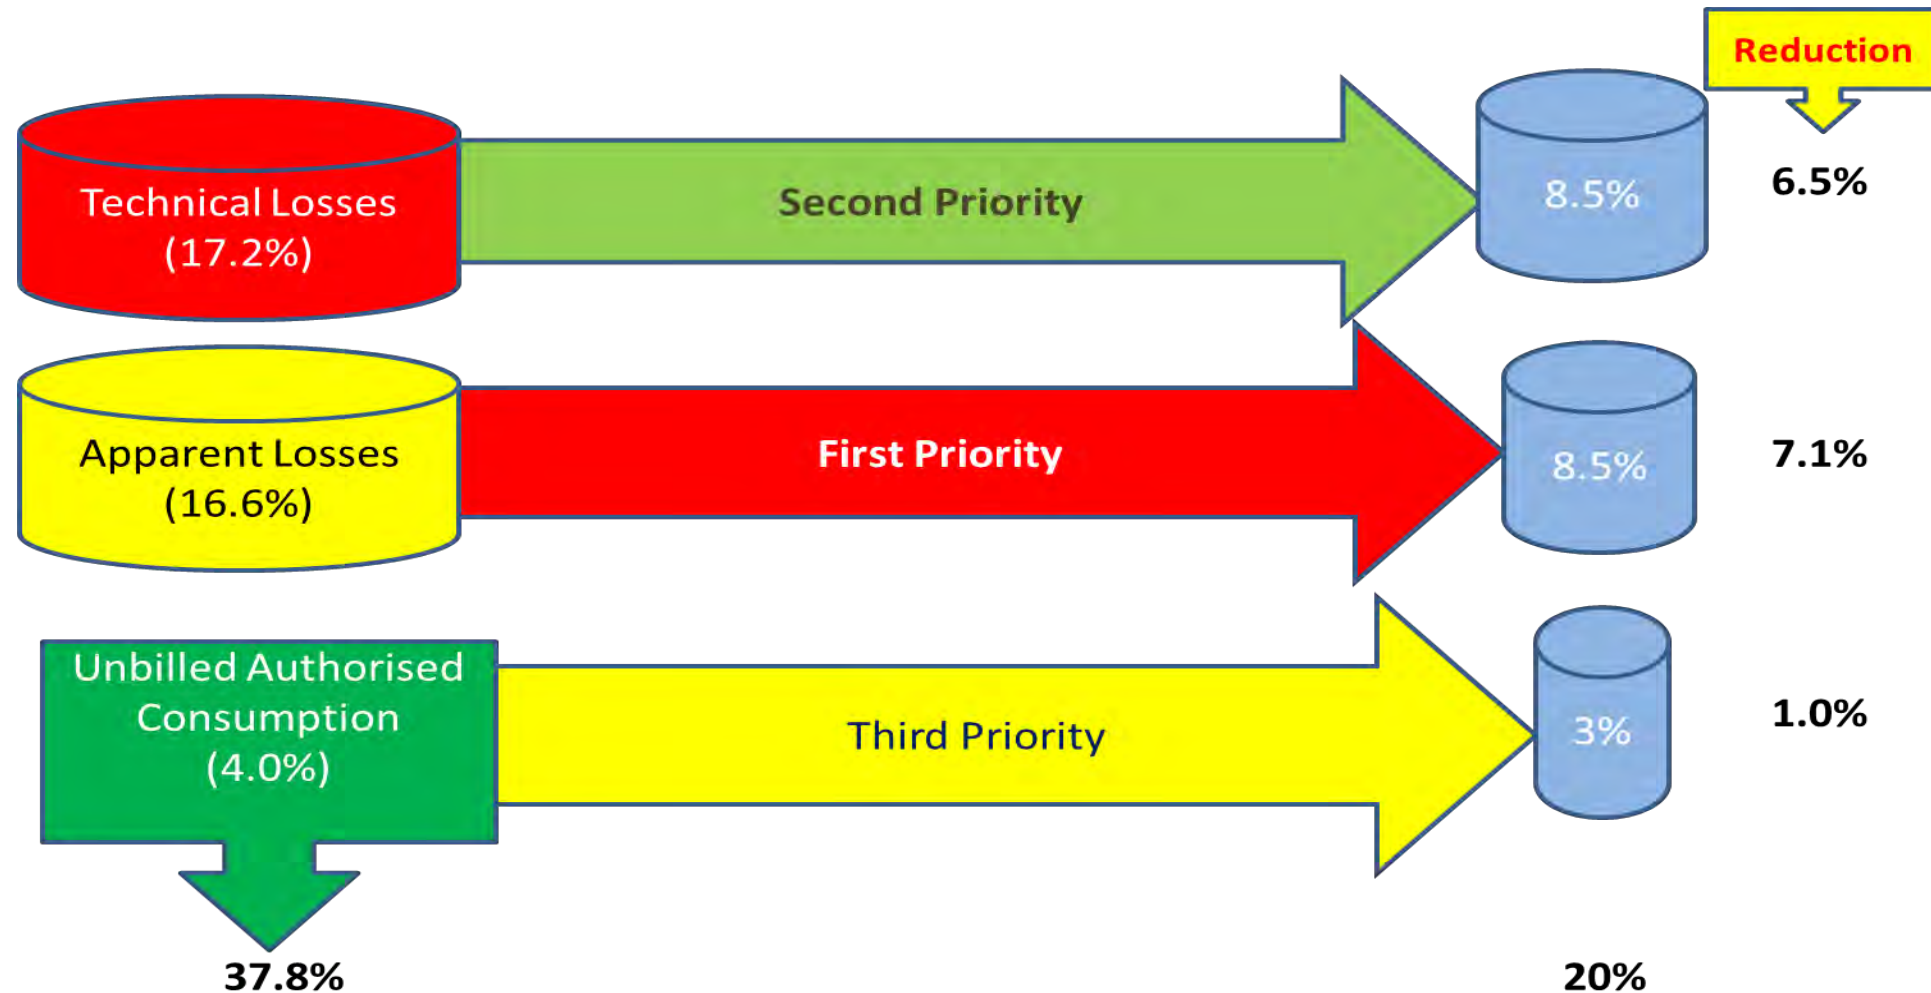 Reduction
Technical Losses
(17.2%)
Second Priority
8.5%
6.5%
Apparent Losses
(16.6%)
First Priority
8.5%
7.1%
Unbilled Authorised
Consumption
(4.0%)
Third Priority
3%
1.0%
37.8%
20%